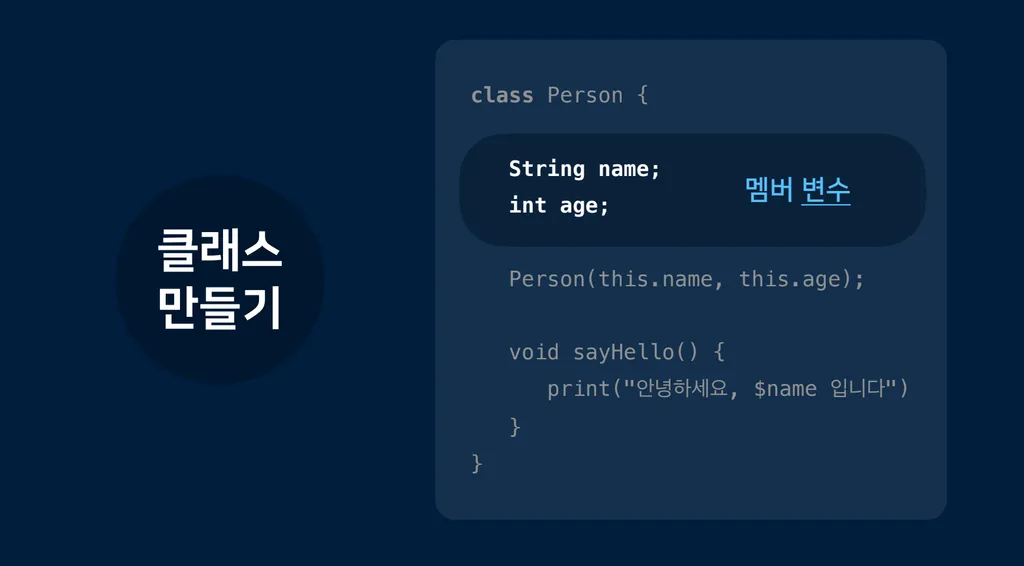 클래스
만들기
class Person {
String name;
int age;
멤버 변수
Person(this.name, this.age);
void sayHello() {
print("안녕하세요, $name 입니다")
}
}